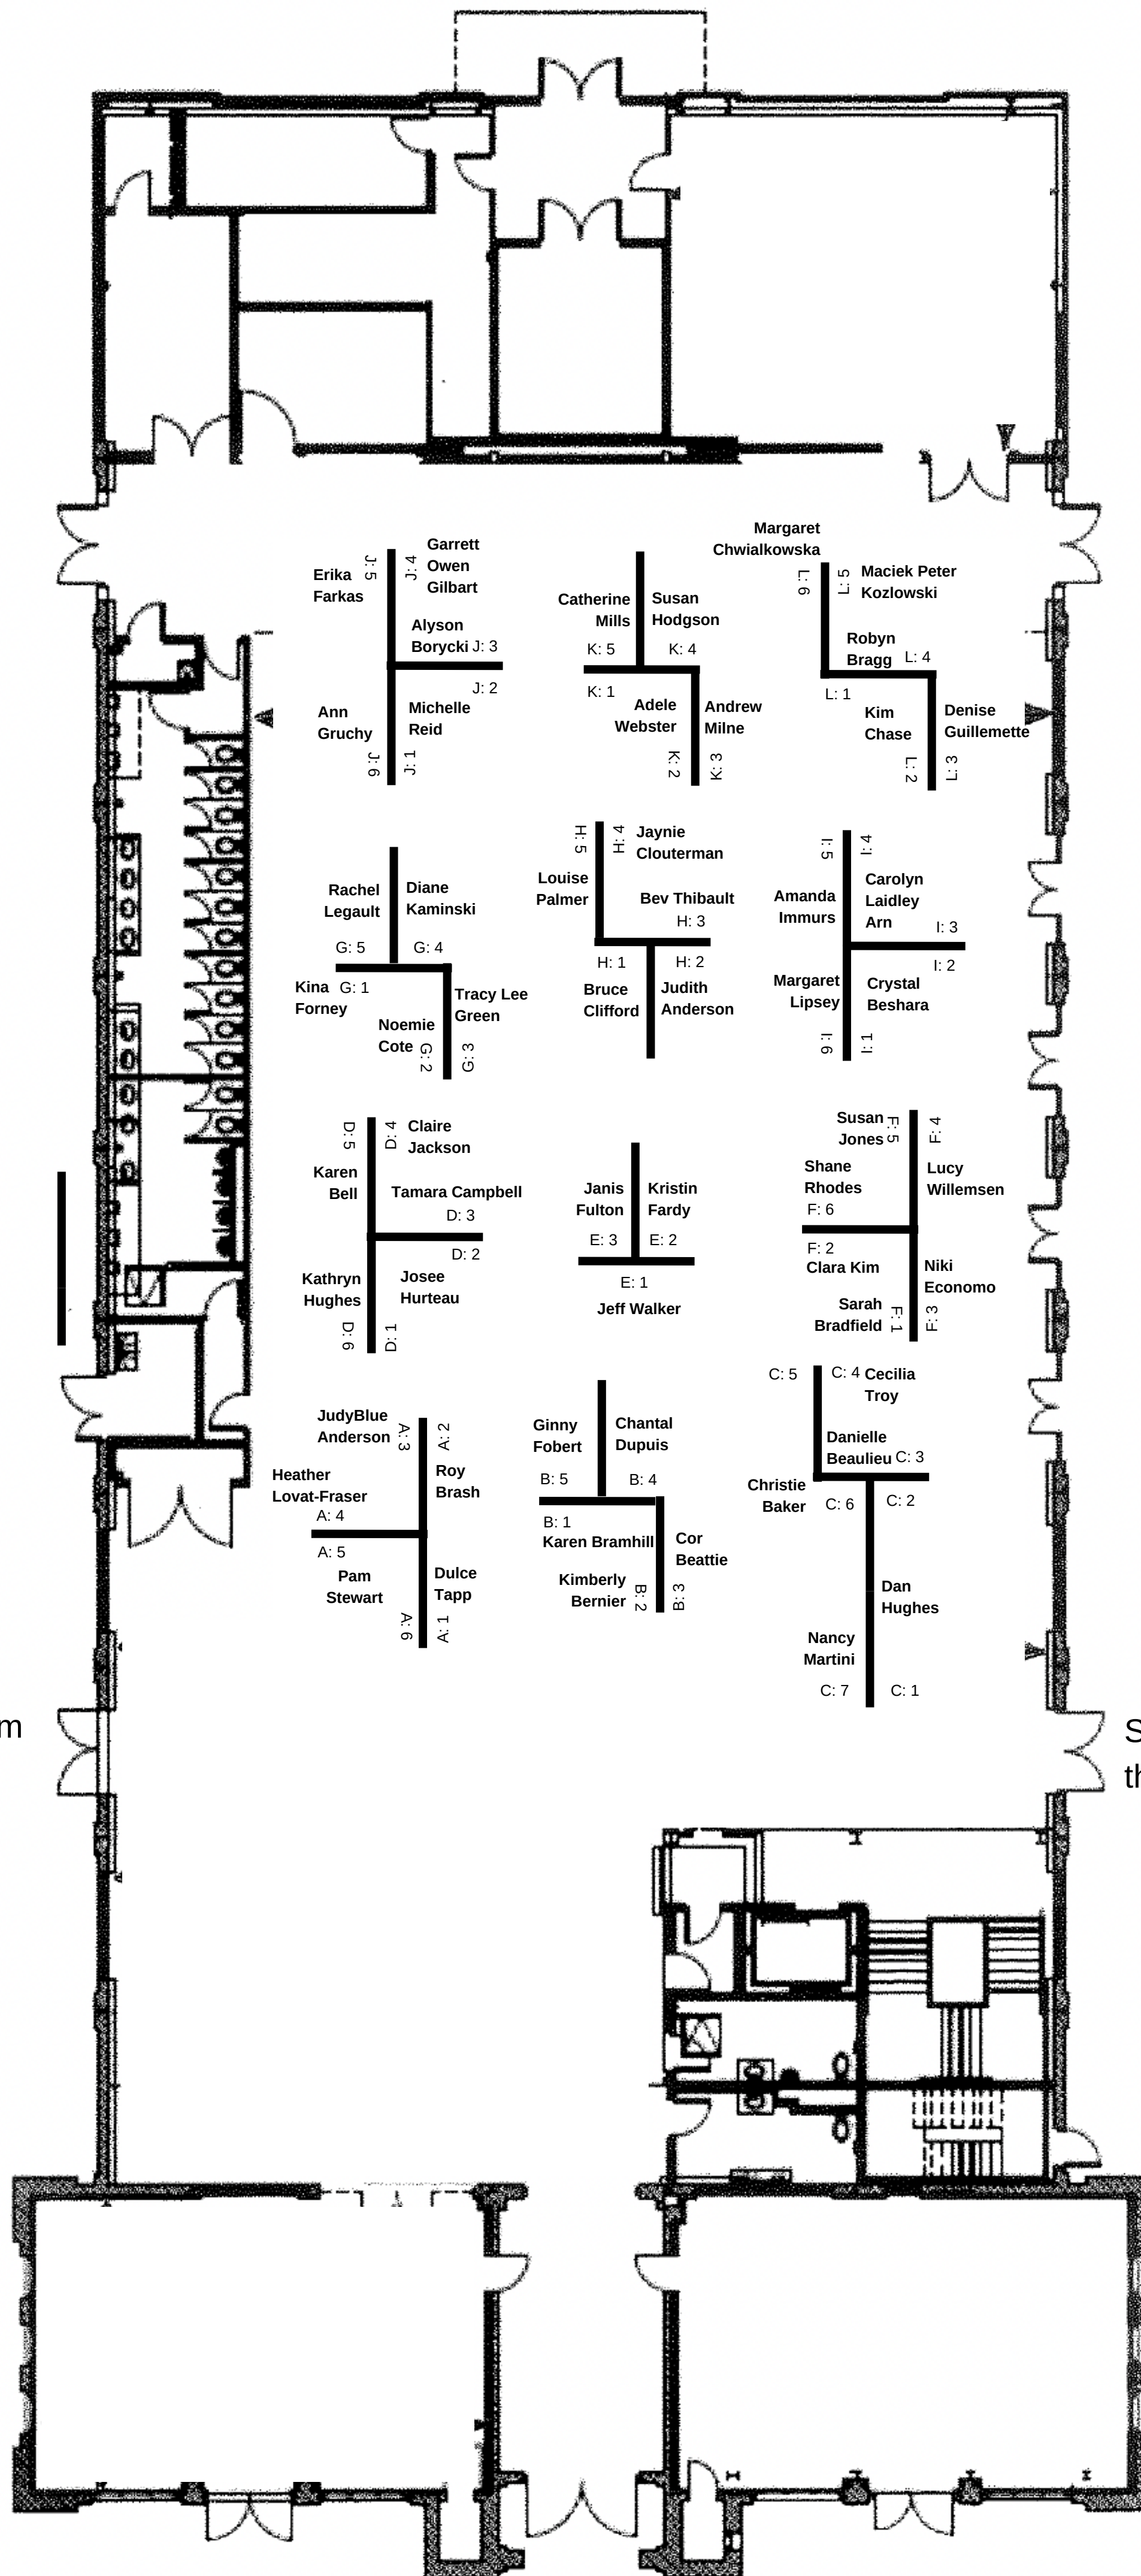 Garrett
Owen
Gilbart
J: 5
J: 4
Erika
Farkas
Alyson
Borycki J: 3
J: 2
Ann
Gruchy
Michelle
Reid
J: 6
J: 1
Catherine
Mills
Susan
Hodgson
K: 5
K: 4
K: 1
Adele
Webster
Andrew
Milne
K: 2
K: 3
Margaret
Chwialkowska
L: 6
L: 5
Maciek Peter
Kozlowski
Robyn
Bragg L: 4
L: 1
Kim
Chase
Denise
Guillemette
L: 2
L: 3
Rachel
Legault
Diane
Kaminski
G: 5
G: 4
Kina
Forney
G: 1
Tracy Lee
Green
Noemie
Cote
G: 2
G: 3
H: 5
H: 4
Jaynie
Clouterman
Louise
Palmer
Bev Thibault
H: 3
H: 1
H: 2
Bruce
Clifford
Judith
Anderson
I: 5
I: 4
Amanda
Immurs
Carolyn
Laidley
Arn
I: 3
I: 2
Margaret
Lipsey
Crystal
Beshara
I: 6
I: 1
D: 5
D: 4
Claire
Jackson
Karen
Bell
Tamara Campbell
D: 3
D: 2
Kathryn
Hughes
Josee
Hurteau
D: 6
D: 1
Janis
Fulton
Kristin
Fardy
E: 3
E: 2
E: 1
Jeff Walker
Susan
Jones
F: 5
F: 4
Shane
Rhodes
Lucy
Willemsen
F: 6
F: 2
Clara Kim
Niki
Economo
Sarah
Bradfield
F: 1
F: 3
JudyBlue
Anderson
A: 3
A: 2
Heather
Lovat-Fraser
Roy
Brash
A: 4
A: 5
Pam
Stewart
Dulce
Tapp
A: 6
A: 1
Ginny
Fobert
Chantal
Dupuis
B: 5
B: 4
B: 1
Karen Bramhill
Cor
Beattie
Kimberly
Bernier
B: 2
B: 3
C: 5
C: 4
Cecilia
Troy
Danielle
Beaulieu C: 3
Christie
Baker
C: 6
C: 2
Dan
Hughes
Nancy
Martini
C: 7
C: 1
m
S
th